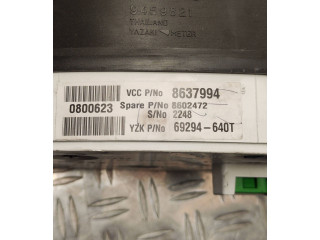 THAILAND
YAZAKI METER
VCC P/No 8637994
0800623
Spare P/No 8602472
S/No 2248
YZK P/No 69294-640T